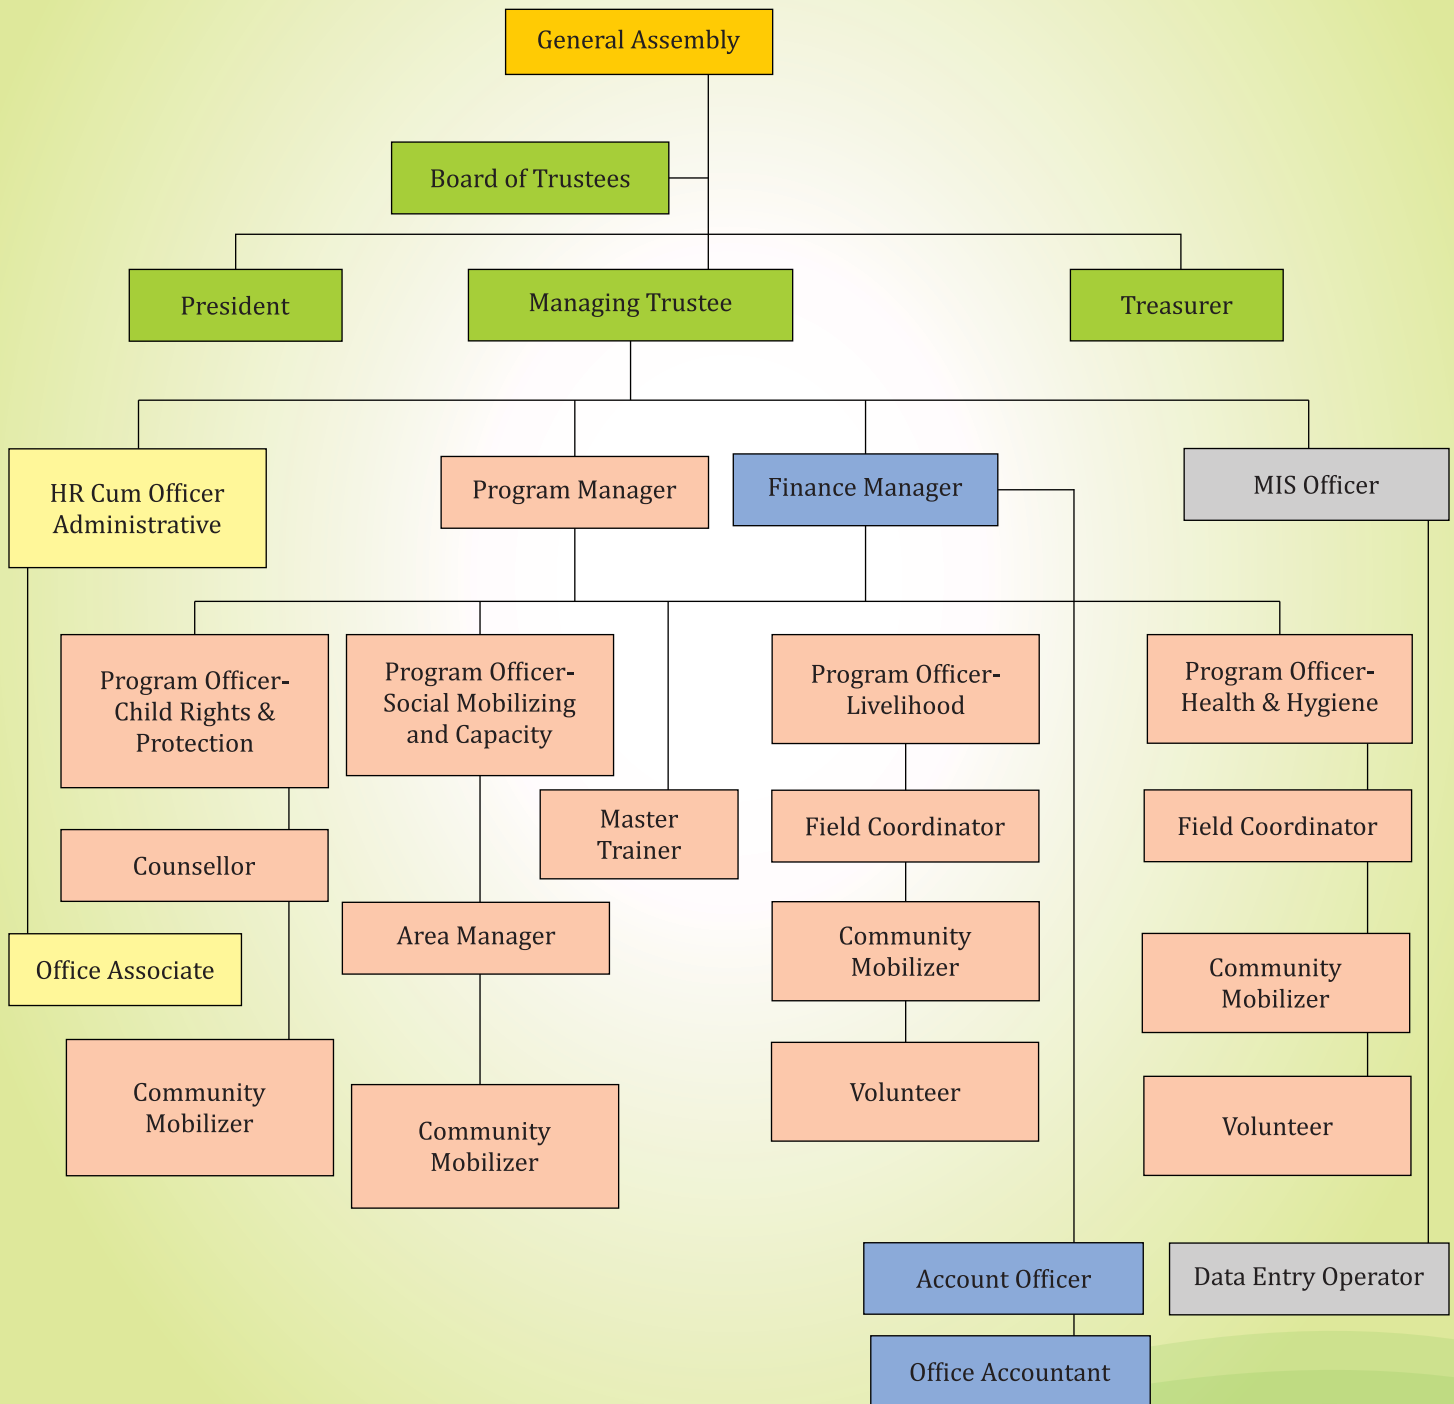 General Assembly
Board of Trustees
President
Managing Trustee
Treasurer
HR Cum Officer
Administrative
Program Manager
Finance Manager
MIS Officer
Program Officer-
Child Rights &
Protection
Program Officer-
Social Mobilizing
and Capacity
Program Officer-
Livelihood
Program Officer-
Health & Hygiene
Master
Trainer
Field Coordinator
Field Coordinator
Counsellor
Area Manager
Community
Mobilizer
Community
Mobilizer
Office Associate
Community
Mobilizer
Community
Mobilizer
Volunteer
Volunteer
Account Officer
Data Entry Operator
Office Accountant